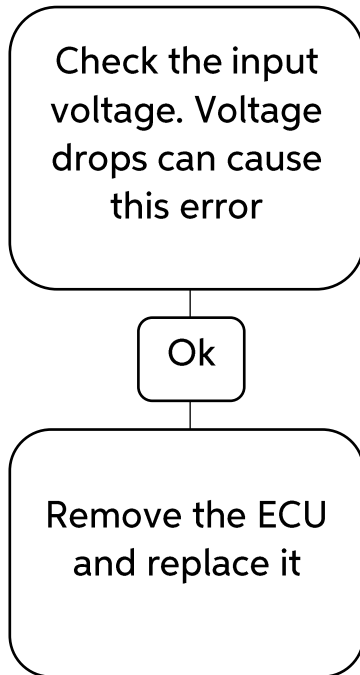 Check the input
voltage. Voltage
drops can cause
this error
Ok
Remove the ECU
and replace it